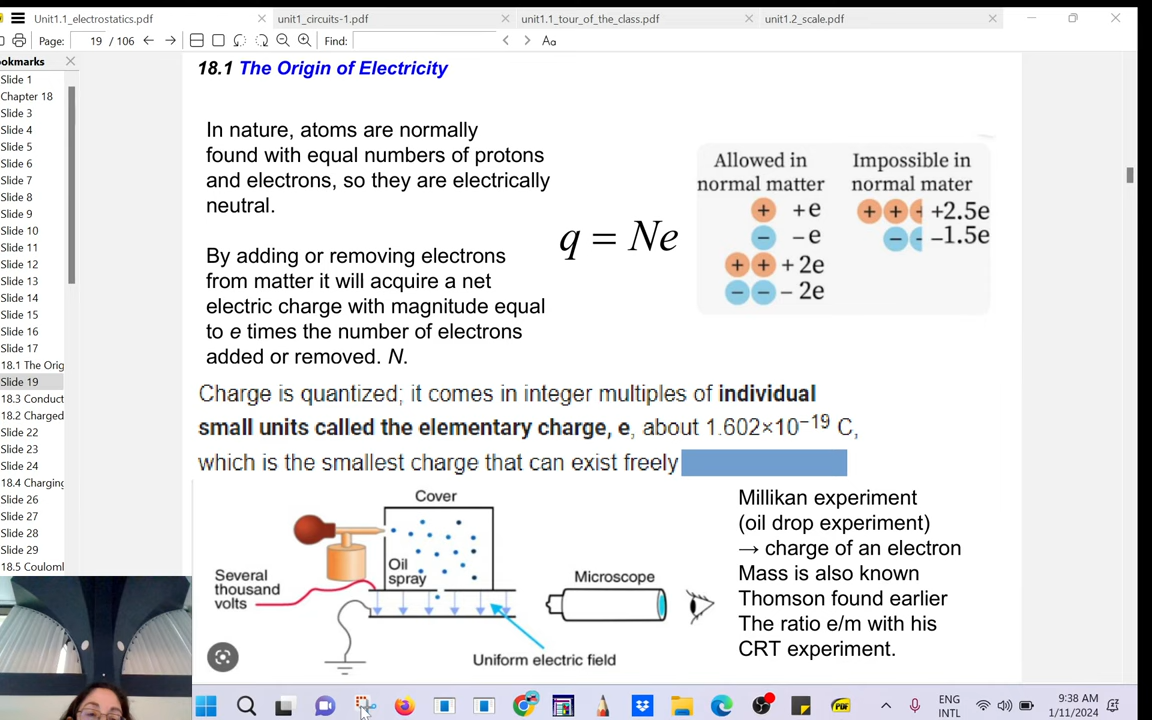 Unit1.1_electrostatics.pdf
unit1_circuits-1.pdf
unit1.1_tour_of_the_class.pdf
unit1.2_scale.pdf
Page: 19 / 106
Find:
Aa
ookmarks
Slide 1
Chapter 18
Slide 3
Slide 4
Slide 5
Slide 6
Slide 7
Slide 8
Slide 9
Slide 10
Slide 11
Slide 12
Slide 13
Slide 14
Slide 15
Slide 16
Slide 17
18.1 The Orig
Slide 19
18.3 Conduct
18.2 Charged
Slide 22
Slide 23
Slide 24
18.4 Charging
Slide 26
Slide 27
Slide 28
Slide 29
18.5 Coulomb
18.1 The Origin of Electricity
In nature, atoms are normally
found with equal numbers of protons
and electrons, so they are electrically
neutral.
By adding or removing electrons
from matter it will acquire a net
electric charge with magnitude equal
to e times the number of electrons
added or removed. N.
q = Ne
Allowed in
normal matter
+ +e
− −e
+ + + 2e
− − − 2e
Impossible in
normal mater
+ + + +2.5e
− - −1.5e
Charge is quantized; it comes in integer multiples of individual
small units called the elementary charge, e, about 1.602×10⁻¹⁹ C,
which is the smallest charge that can exist freely
Cover
Oil
spray
Several
thousand
volts
Microscope
Uniform electric field
Millikan experiment
(oil drop experiment)
→ charge of an electron
Mass is also known
Thomson found earlier
The ratio e/m with his
CRT experiment.
PDF
ENG
INTL
9:38 AM
1/11/2024